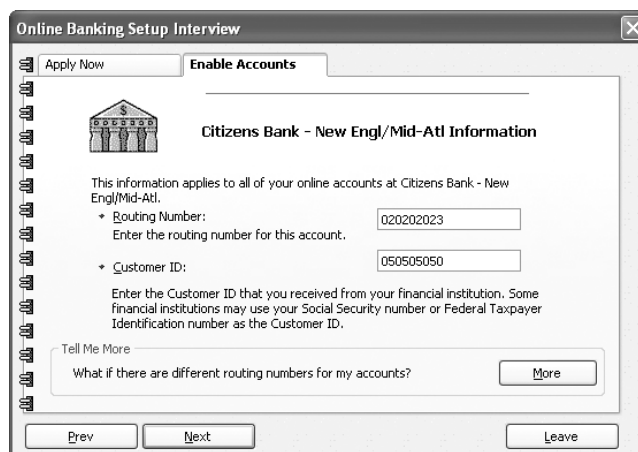 Online Banking Setup Interview
Apply Now
Enable Accounts
$
Citizens Bank - New Engl/Mid-Atl Information
This information applies to all of your online accounts at Citizens Bank - New
Engl/Mid-Atl.
* Routing Number:
020202023
Enter the routing number for this account.
* Customer ID:
050505050
Enter the Customer ID that you received from your financial institution. Some
financial institutions may use your Social Security number or Federal Taxpayer
Identification number as the Customer ID.
Tell Me More
What if there are different routing numbers for my accounts?
More
Prev
Next
Leave